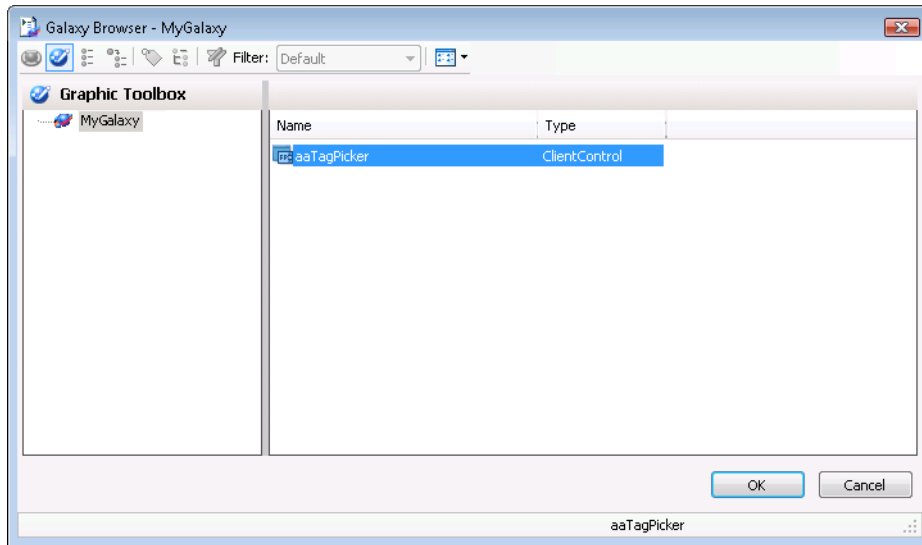 Galaxy Browser - MyGalaxy
Filter: Default
Graphic Toolbox
MyGalaxy
Name Type
aaTagPicker ClientControl
OK Cancel
aaTagPicker